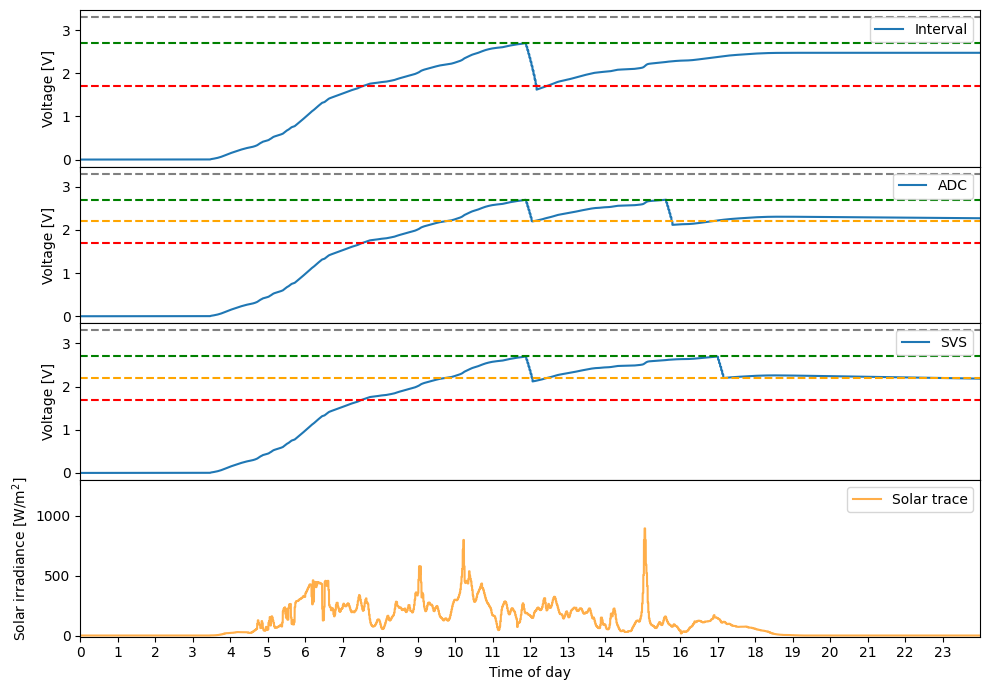 Voltage [V]
3
2
1
0
Interval
Voltage [V]
3
2
1
0
ADC
Voltage [V]
3
2
1
0
SVS
Solar irradiance [W/m²]
1000
500
0
Solar trace
0 1 2 3 4 5 6 7 8 9 10 11 12 13 14 15 16 17 18 19 20 21 22 23
Time of day